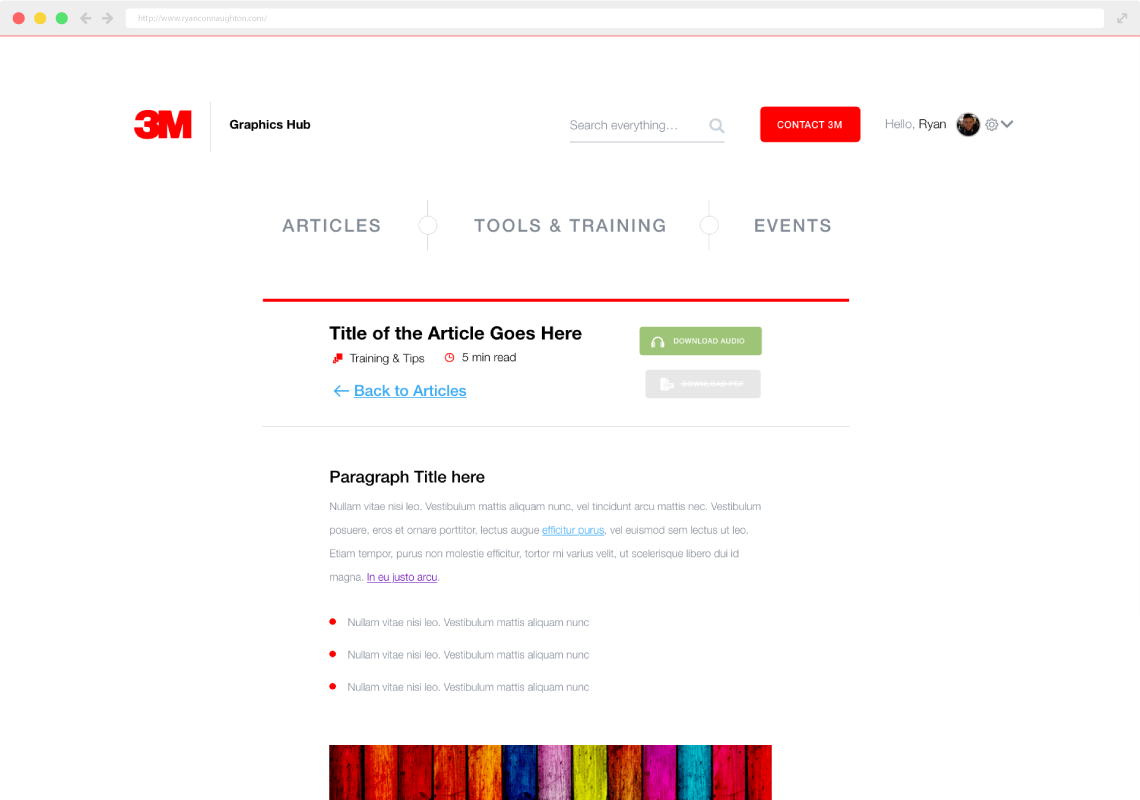 http://www.ryanconnaughton.com/
3M
Graphics Hub
Search everything...
CONTACT 3M
Hello, Ryan
ARTICLES
TOOLS & TRAINING
EVENTS
Title of the Article Goes Here
DOWNLOAD AUDIO
Training & Tips
5 min read
DOWNLOAD PDF
Back to Articles
Paragraph Title here
Nullam vitae nisi leo. Vestibulum mattis aliquam nunc, vel tincidunt arcu mattis nec. Vestibulum
posuere, eros et ornare porttitor, lectus augue efficitur purus, vel euismod sem lectus ut leo.
Etiam tempor, purus non molestie efficitur, tortor mi varius velit, ut scelerisque libero dui id
magna. In eu justo arcu.
Nullam vitae nisi leo. Vestibulum mattis aliquam nunc
Nullam vitae nisi leo. Vestibulum mattis aliquam nunc
Nullam vitae nisi leo. Vestibulum mattis aliquam nunc